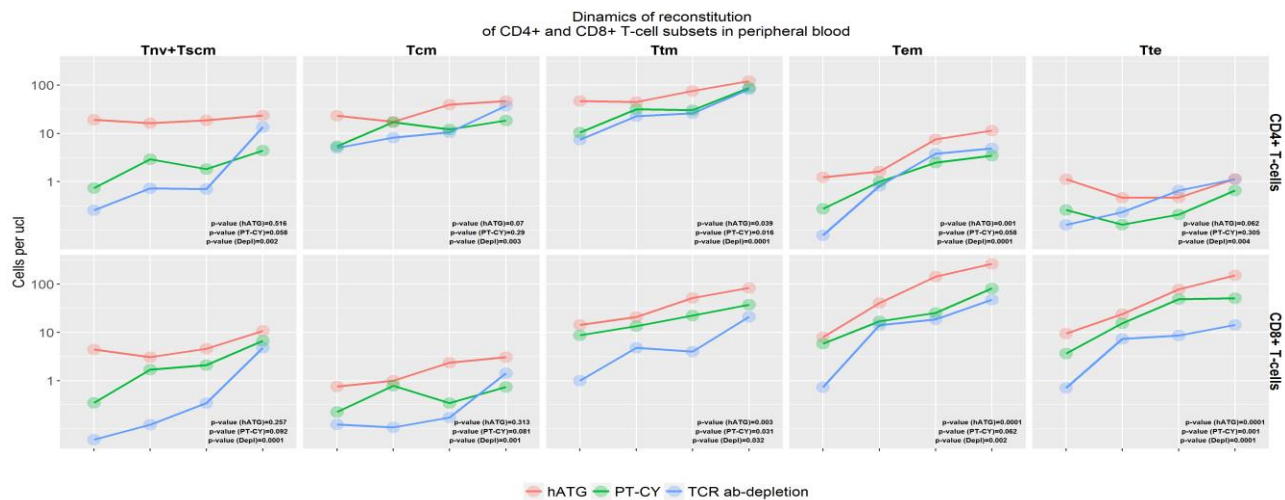 Dinamics of reconstitution
of CD4+ and CD8+ T-cell subsets in peripheral blood
Tnv+Tscm
Tcm
Ttm
Tem
Tte
100
10
1
p-value (hATG)=0.516
p-value (PT-CY)=0.058
p-value (Depl)=0.002
p-value (hATG)=0.07
p-value (PT-CY)=0.29
p-value (Depl)=0.003
p-value (hATG)=0.039
p-value (PT-CY)=0.016
p-value (Depl)=0.0001
p-value (hATG)=0.001
p-value (PT-CY)=0.058
p-value (Depl)=0.0001
p-value (hATG)=0.062
p-value (PT-CY)=0.305
p-value (Depl)=0.004
CD4+ T-cells
Cells per ucl
100
10
1
p-value (hATG)=0.257
p-value (PT-CY)=0.092
p-value (Depl)=0.0001
p-value (hATG)=0.313
p-value (PT-CY)=0.081
p-value (Depl)=0.001
p-value (hATG)=0.003
p-value (PT-CY)=0.031
p-value (Depl)=0.032
p-value (hATG)=0.0001
p-value (PT-CY)=0.062
p-value (Depl)=0.002
p-value (hATG)=0.0001
p-value (PT-CY)=0.001
p-value (Depl)=0.0001
CD8+ T-cells
hATG PT-CY TCR ab-depletion